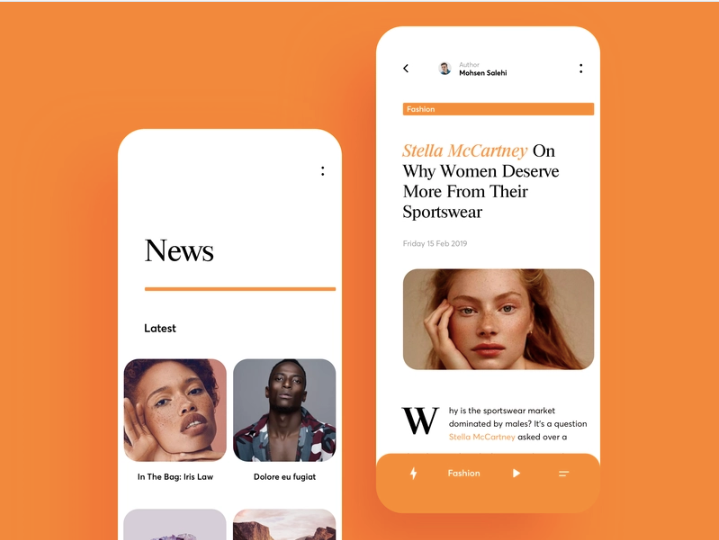 News
Latest
In The Bag: Iris Law
Dolore eu fugiat
Author
Mohsen Salehi
Fashion
Stella McCartney On
Why Women Deserve
More From Their
Sportswear
Friday 15 Feb 2019
Why is the sportswear market
dominated by males? It's a question
Stella McCartney asked over a
Fashion